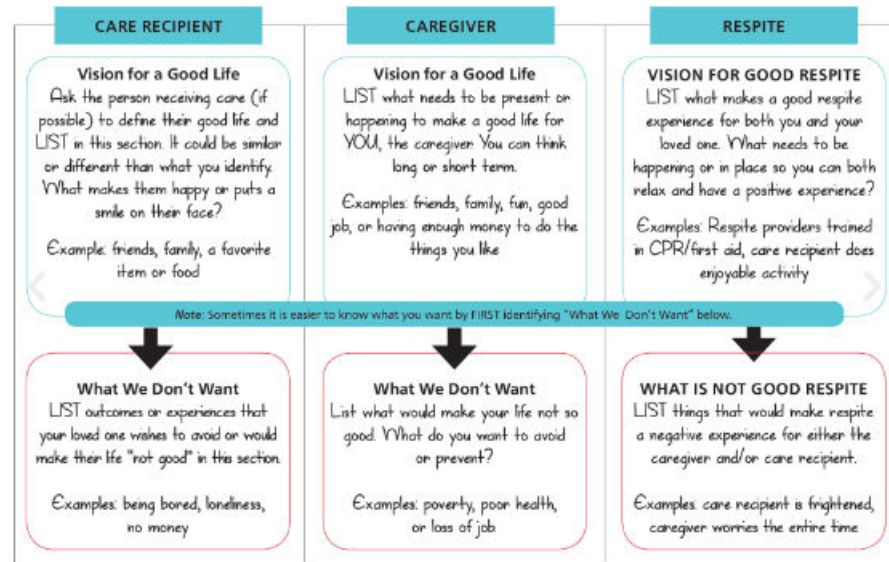 CARE RECIPIENT
CAREGIVER
RESPITE
Vision for a Good Life
Ask the person receiving care (if
possible) to define their good life and
LIST in this section. It could be similar
or different than what you identify.
What makes them happy or puts a
smile on their face?
Example: friends, family, a favorite
item or food
Vision for a Good Life
LIST what needs to be present or
happening to make a good life for
YOU, the caregiver. You can think
long or short term.
Examples: friends, family, fun, good
job, or having enough money to do the
things you like
VISION FOR GOOD RESPITE
LIST what makes a good respite
experience for both you and your
loved one. What needs to be
happening or in place so you can both
relax and have a positive experience?
Examples: Respite providers trained
in CPR/first aid, care recipient does
enjoyable activity
Note: Sometimes it is easier to know what you want by FIRST identifying "What We Don't Want" below.
What We Don't Want
LIST outcomes or experiences that
your loved one wishes to avoid or would
make their life "not good" in this section.
Examples: being bored, loneliness,
no money
What We Don't Want
List what would make your life not so
good. What do you want to avoid
or prevent?
Examples: poverty, poor health,
or loss of job
WHAT IS NOT GOOD RESPITE
LIST things that would make respite
a negative experience for either the
caregiver and/or care recipient.
Examples: care recipient is frightened,
caregiver worries the entire time